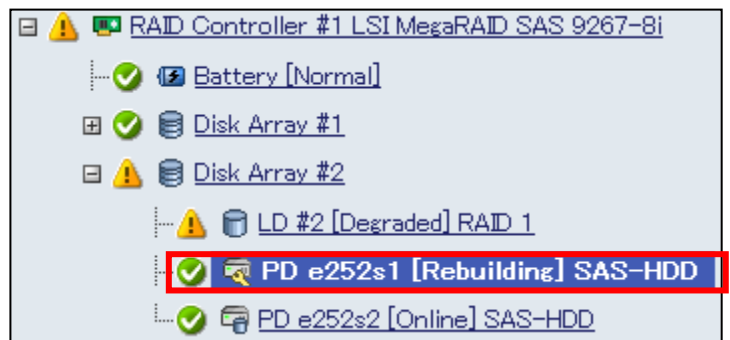 RAID Controller #1 LSI MegaRAID SAS 9267-8i
Battery [Normal]
Disk Array #1
Disk Array #2
LD #2 [Degraded] RAID 1
PD e252s1 [Rebuilding] SAS-HDD
PD e252s2 [Online] SAS-HDD